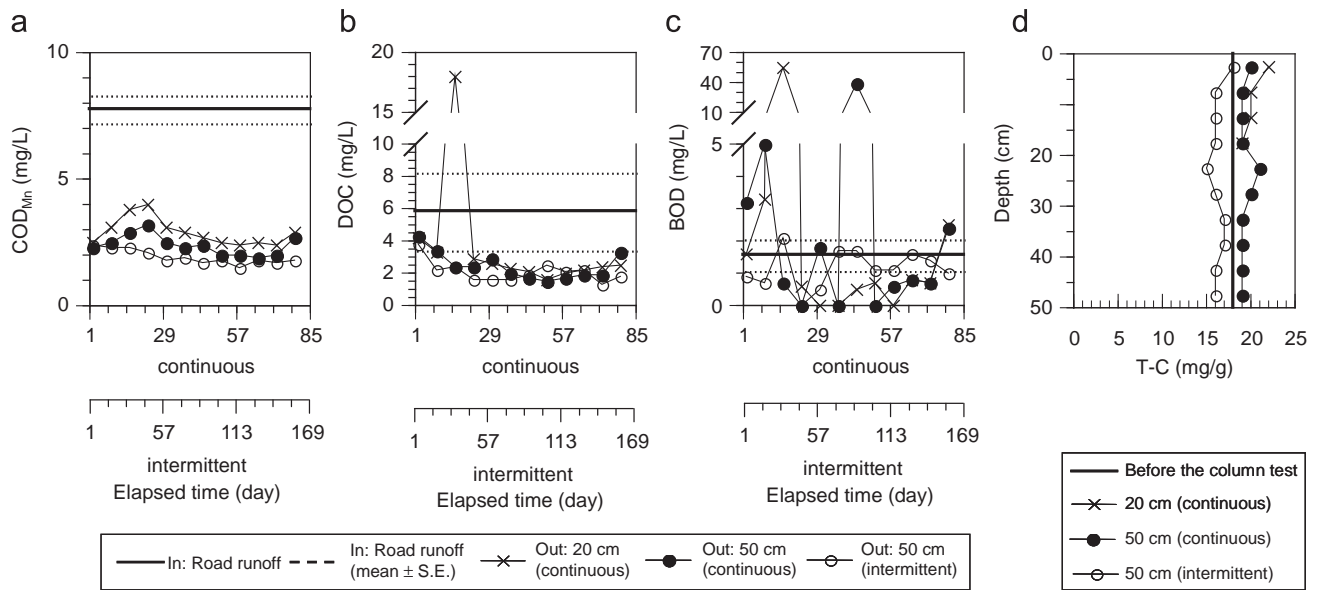 a
10
5
0
COD_Mn (mg/L)
1 29 57 85
continuous
1 57 113 169
intermittent
Elapsed time (day)
b
20
15
10
8
6
4
2
0
DOC (mg/L)
1 29 57 85
continuous
1 57 113 169
intermittent
Elapsed time (day)
c
70
40
10
5
0
BOD (mg/L)
1 29 57 85
continuous
1 57 113 169
intermittent
Elapsed time (day)
d
0
10
20
30
40
50
Depth (cm)
0 5 10 15 20 25
T-C (mg/g)
In: Road runoff
In: Road runoff
(mean ± S.E.)
Out: 20 cm
(continuous)
Out: 50 cm
(continuous)
Out: 50 cm
(intermittent)
Before the column test
20 cm (continuous)
50 cm (continuous)
50 cm (intermittent)